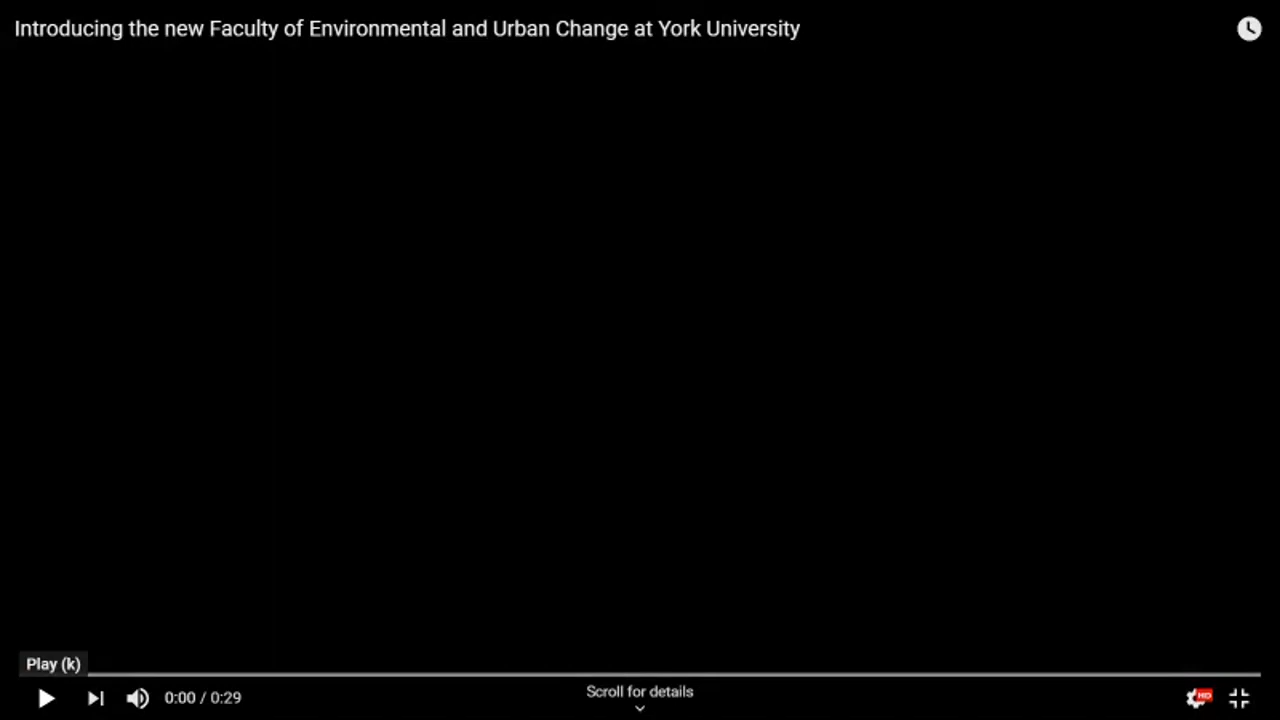 Introducing the new Faculty of Environmental and Urban Change at York University
Play (k)
0:00 / 0:29
Scroll for details
HD